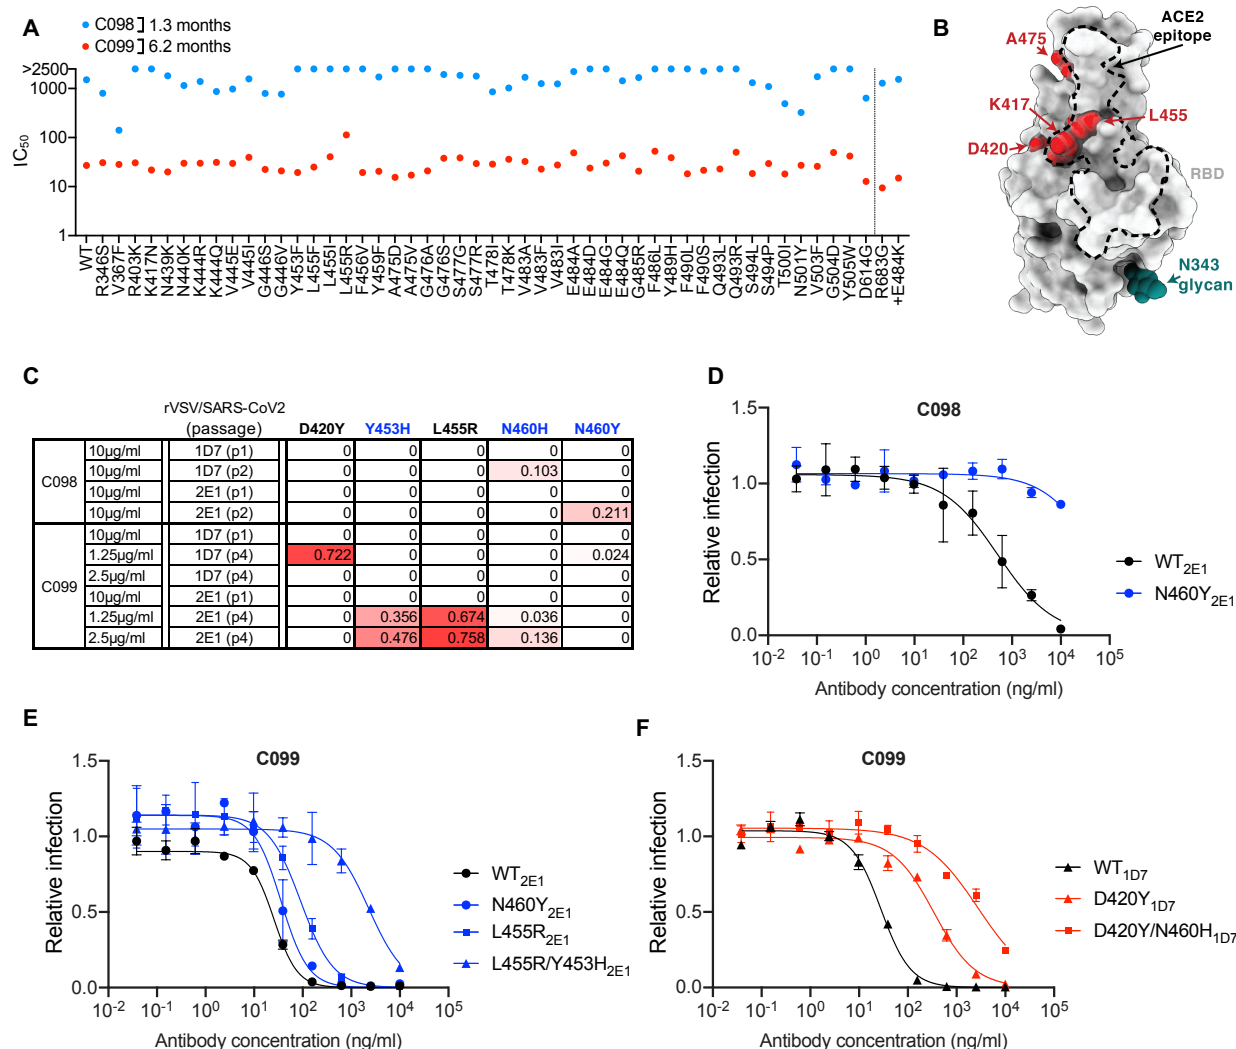 A
C098 1.3 months
C099 6.2 months
>2500
1000
100
10
1
IC50
WT
R346S
V367F
R403K
K417N
N439K
N440K
K444R
K444Q
V445E
V445I
G446S
G446V
Y453F
L455F
L455I
L455R
F456V
Y459F
A475D
A475V
G476A
G476S
S477G
S477R
T478I
T478K
V483A
V483F
V483I
E484A
E484D
E484G
E484Q
G485R
F486L
Y489H
F490L
F490S
Q493L
Q493R
S494L
S494P
T500I
N501Y
V503F
G504D
Y505W
D614G
R683G
+E484K
B
ACE2
epitope
A475
K417
L455
D420
RBD
N343
glycan
C
rVSV/SARS-CoV2
(passage) D420Y Y453H L455R N460H N460Y
C098
10µg/ml 1D7 (p1) 0 0 0 0 0
10µg/ml 1D7 (p2) 0 0 0 0.103 0
10µg/ml 2E1 (p1) 0 0 0 0 0
10µg/ml 2E1 (p2) 0 0 0 0 0.211
C099
10µg/ml 1D7 (p1) 0 0 0 0 0
1.25µg/ml 1D7 (p4) 0.722 0 0 0 0.024
2.5µg/ml 1D7 (p4) 0 0 0 0 0
10µg/ml 2E1 (p1) 0 0 0 0 0
1.25µg/ml 2E1 (p4) 0 0.356 0.674 0.036 0
2.5µg/ml 2E1 (p4) 0 0.476 0.758 0.136 0
D
C098
1.5
1.0
0.5
0.0
Relative infection
10-2 10-1 100 101 102 103 104 105
Antibody concentration (ng/ml)
WT2E1
N460Y2E1
E
C099
1.5
1.0
0.5
0.0
Relative infection
10-2 10-1 100 101 102 103 104 105
Antibody concentration (ng/ml)
WT2E1
N460Y2E1
L455R2E1
L455R/Y453H2E1
F
C099
1.5
1.0
0.5
0.0
Relative infection
10-2 10-1 100 101 102 103 104 105
Antibody concentration (ng/ml)
WT1D7
D420Y1D7
D420Y/N460H1D7